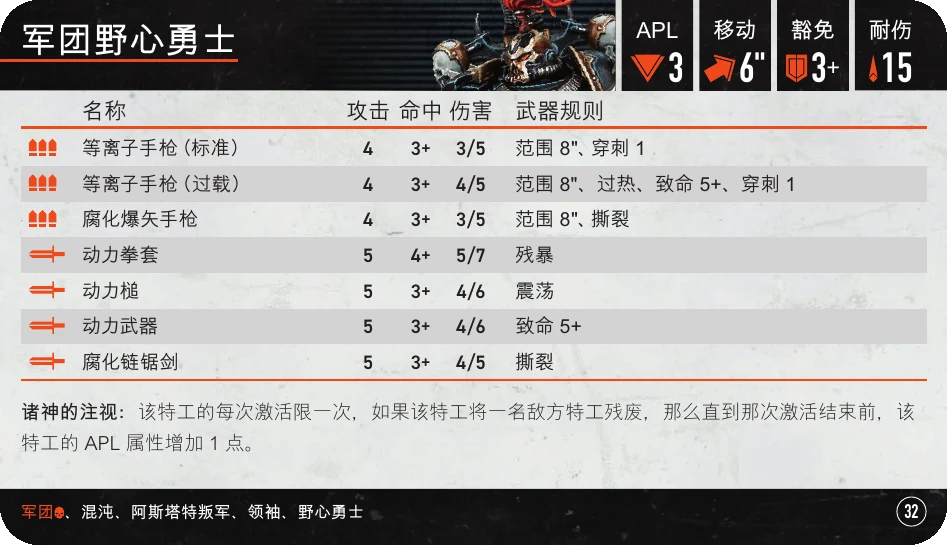 军团野心勇士
APL 移动 豁免 耐伤
3 6" 3+ 15
名称 攻击 命中 伤害 武器规则
等离子手枪（标准） 4 3+ 3/5 范围 8"、穿刺 1
等离子手枪（过载） 4 3+ 4/5 范围 8"、过热、致命 5+、穿刺 1
腐化爆矢手枪 4 3+ 3/5 范围 8"、撕裂
动力拳套 5 4+ 5/7 残暴
动力槌 5 3+ 4/6 震荡
动力武器 5 3+ 4/6 致命 5+
腐化链锯剑 5 3+ 4/5 撕裂
诸神的注视：该特工的每次激活限一次，如果该特工将一名敌方特工残废，那么直到那次激活结束前，该
特工的 APL 属性增加 1 点。
军团、混沌、阿斯塔特叛军、领袖、野心勇士 32